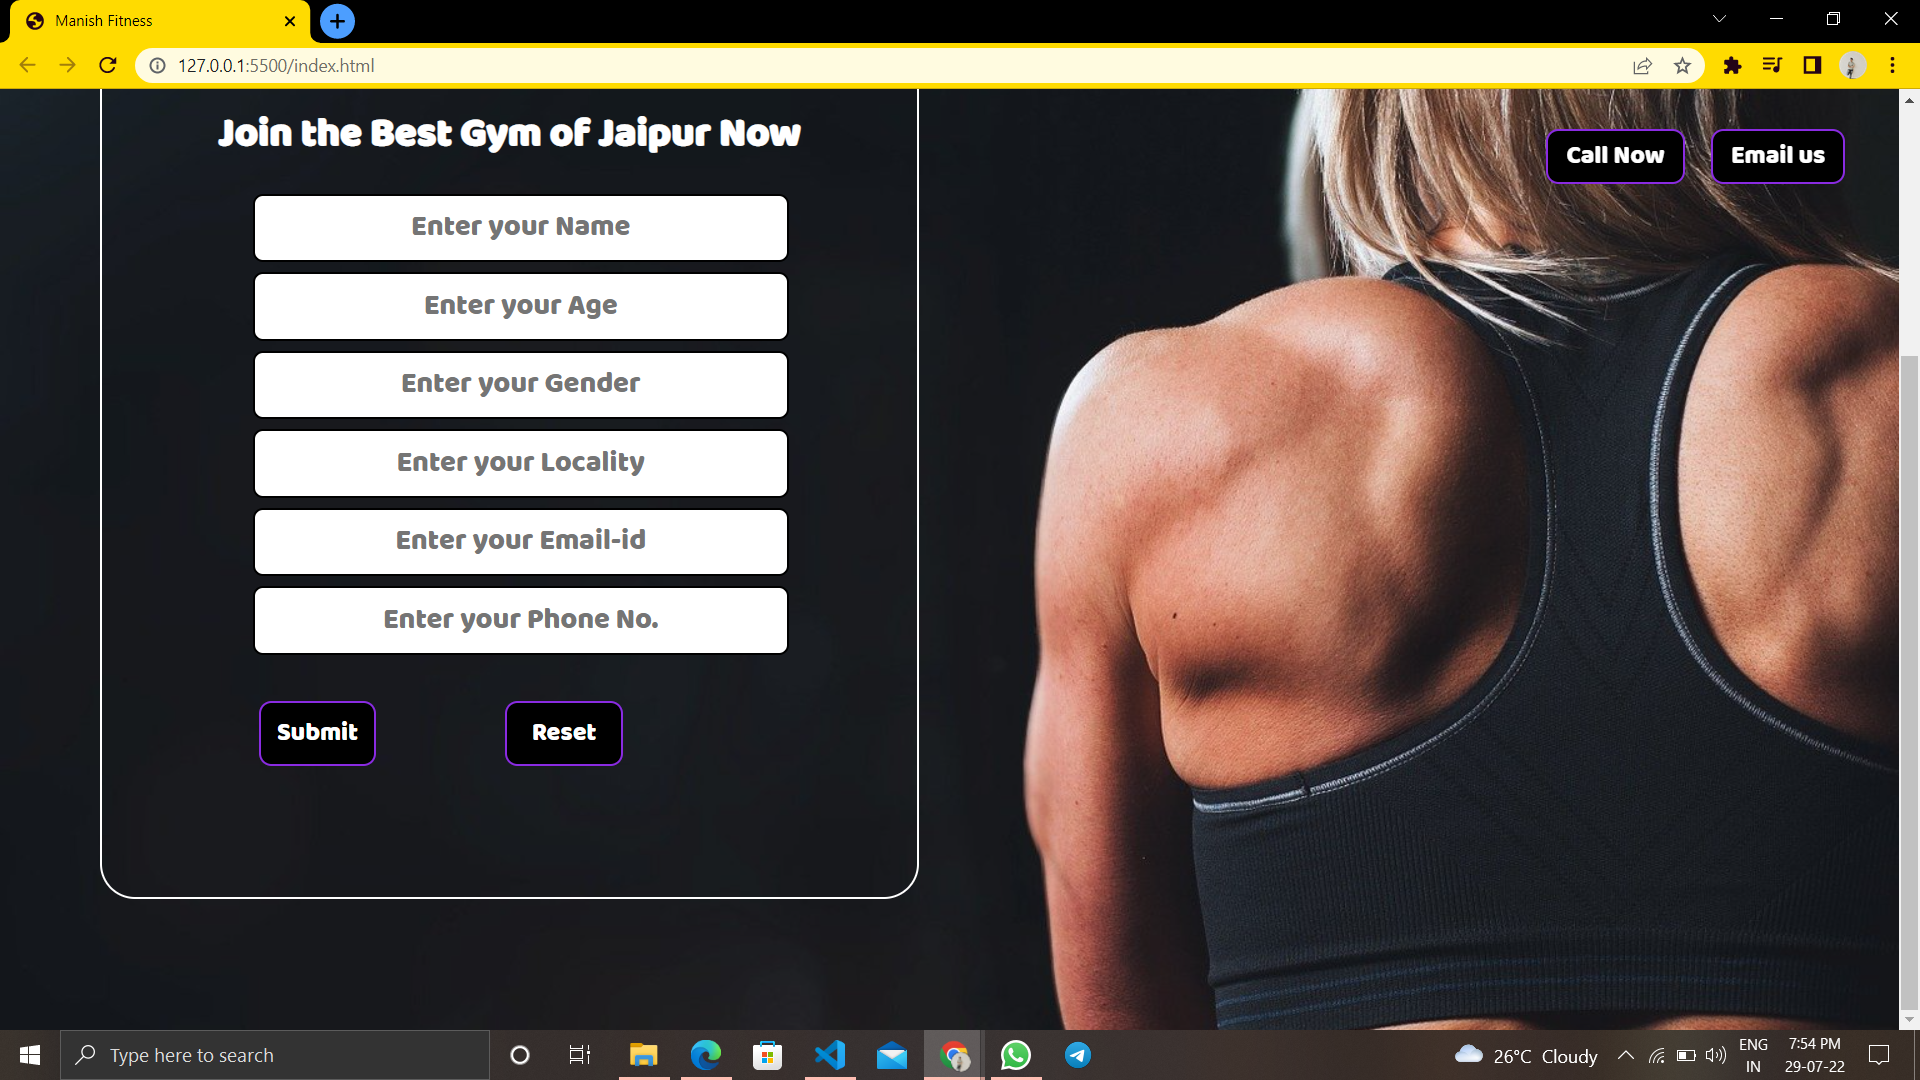 Manish Fitness
127.0.0.1:5500/index.html
Join the Best Gym of Jaipur Now
Call Now
Email us
Enter your Name
Enter your Age
Enter your Gender
Enter your Locality
Enter your Email-id
Enter your Phone No.
Submit
Reset
Type here to search
26°C Cloudy
ENG
IN
7:54 PM
29-07-22